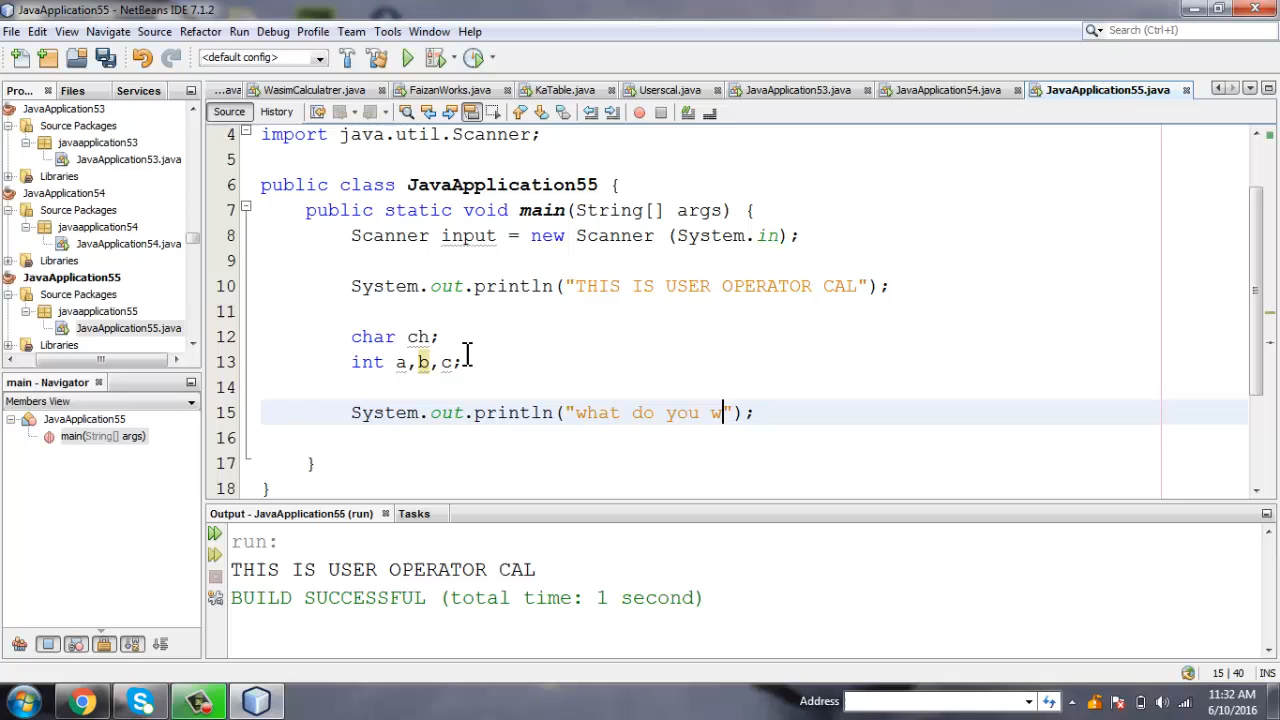 JavaApplication55 - NetBeans IDE 7.1.2
File Edit View Navigate Source Refactor Run Debug Profile Team Tools Window Help
Search (Ctrl+I)
<default config>
Pro... Files Services
...ava WasimCalculatrer.java FaizanWorks.java KaTable.java Userscal.java JavaApplication53.java JavaApplication54.java JavaApplication55.java
Source History
JavaApplication53
Source Packages
javaapplication53
JavaApplication53.java
Libraries
JavaApplication54
Source Packages
javaapplication54
JavaApplication54.java
Libraries
JavaApplication55
Source Packages
javaapplication55
JavaApplication55.java
Libraries
main - Navigator
Members View
JavaApplication55
main(String[] args)
4 import java.util.Scanner;
5
6 public class JavaApplication55 {
7 public static void main(String[] args) {
8 Scanner input = new Scanner (System.in);
9
10 System.out.println("THIS IS USER OPERATOR CAL");
11
12 char ch;
13 int a,b,c;
14
15 System.out.println("what do you w");
16
17 }
18 }
Output - JavaApplication55 (run) Tasks
run:
THIS IS USER OPERATOR CAL
BUILD SUCCESSFUL (total time: 1 second)
15 | 40 INS
Address
11:32 AM
6/10/2016